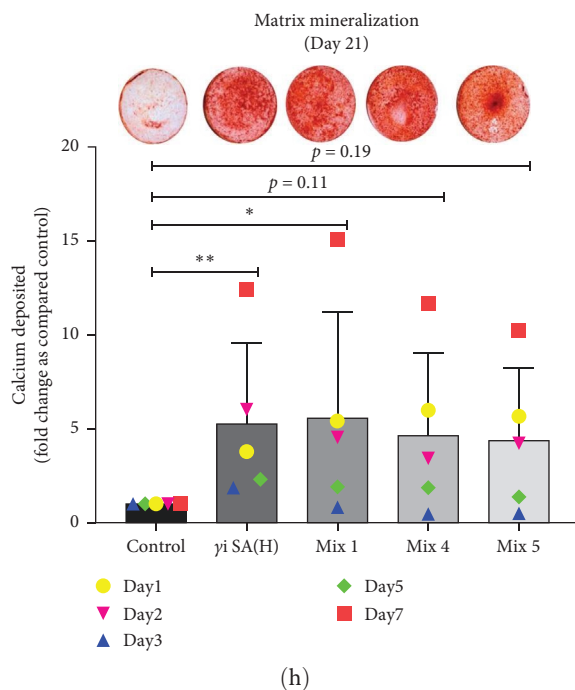 Matrix mineralization
(Day 21)
Calcium deposited
(fold change as compared control)
20
15
10
5
0
p = 0.19
p = 0.11
*
**
Control
γi SA(H)
Mix 1
Mix 4
Mix 5
Day1
Day2
Day3
Day5
Day7
(h)